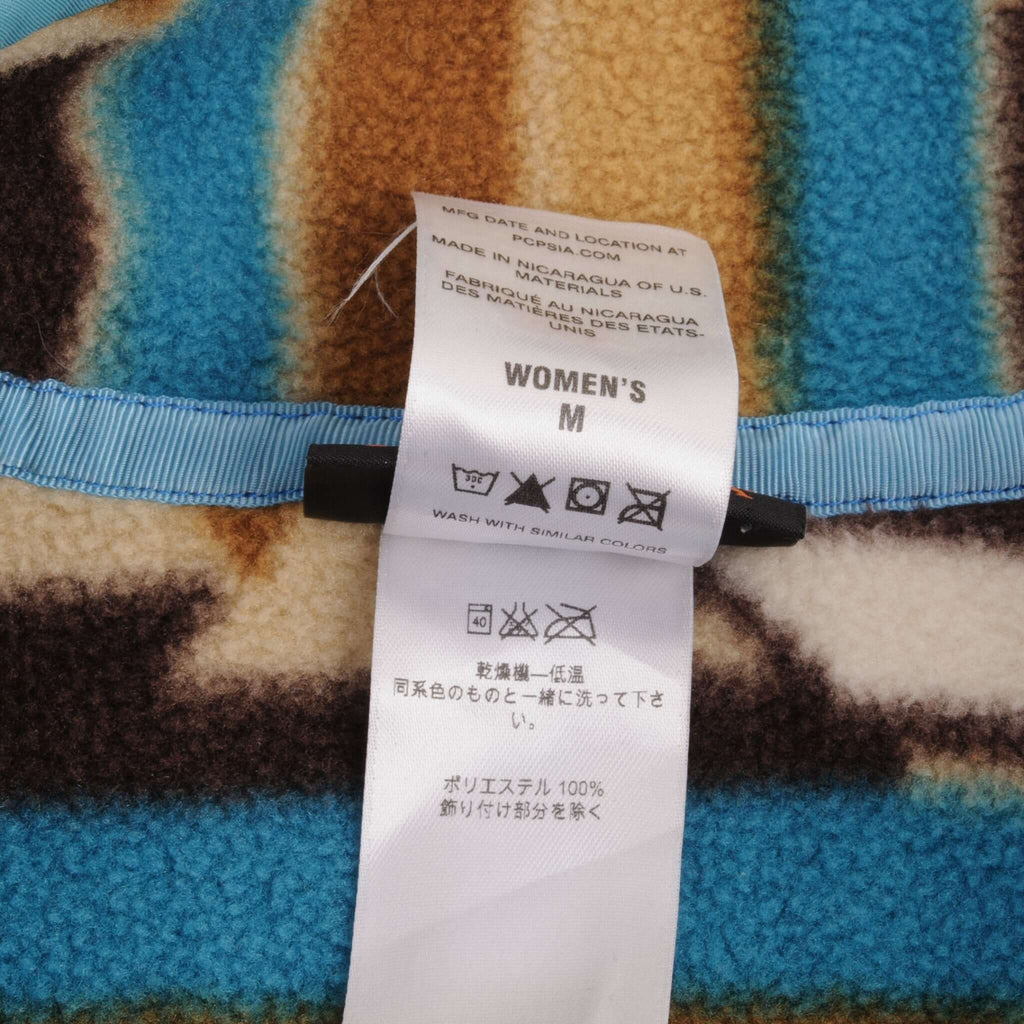 MFG DATE AND LOCATION AT
PCPSIA.COM
MADE IN NICARAGUA OF U.S.
MATERIALS
FABRIQUÉ AU NICARAGUA
DES MATIÈRES DES ETATS-
UNIS
WOMEN'S
M
30C
WASH WITH SIMILAR COLORS
40
乾燥機—低温
同系色のものと一緒に洗って下さ
い。
ポリエステル 100%
飾り付け部分を除く